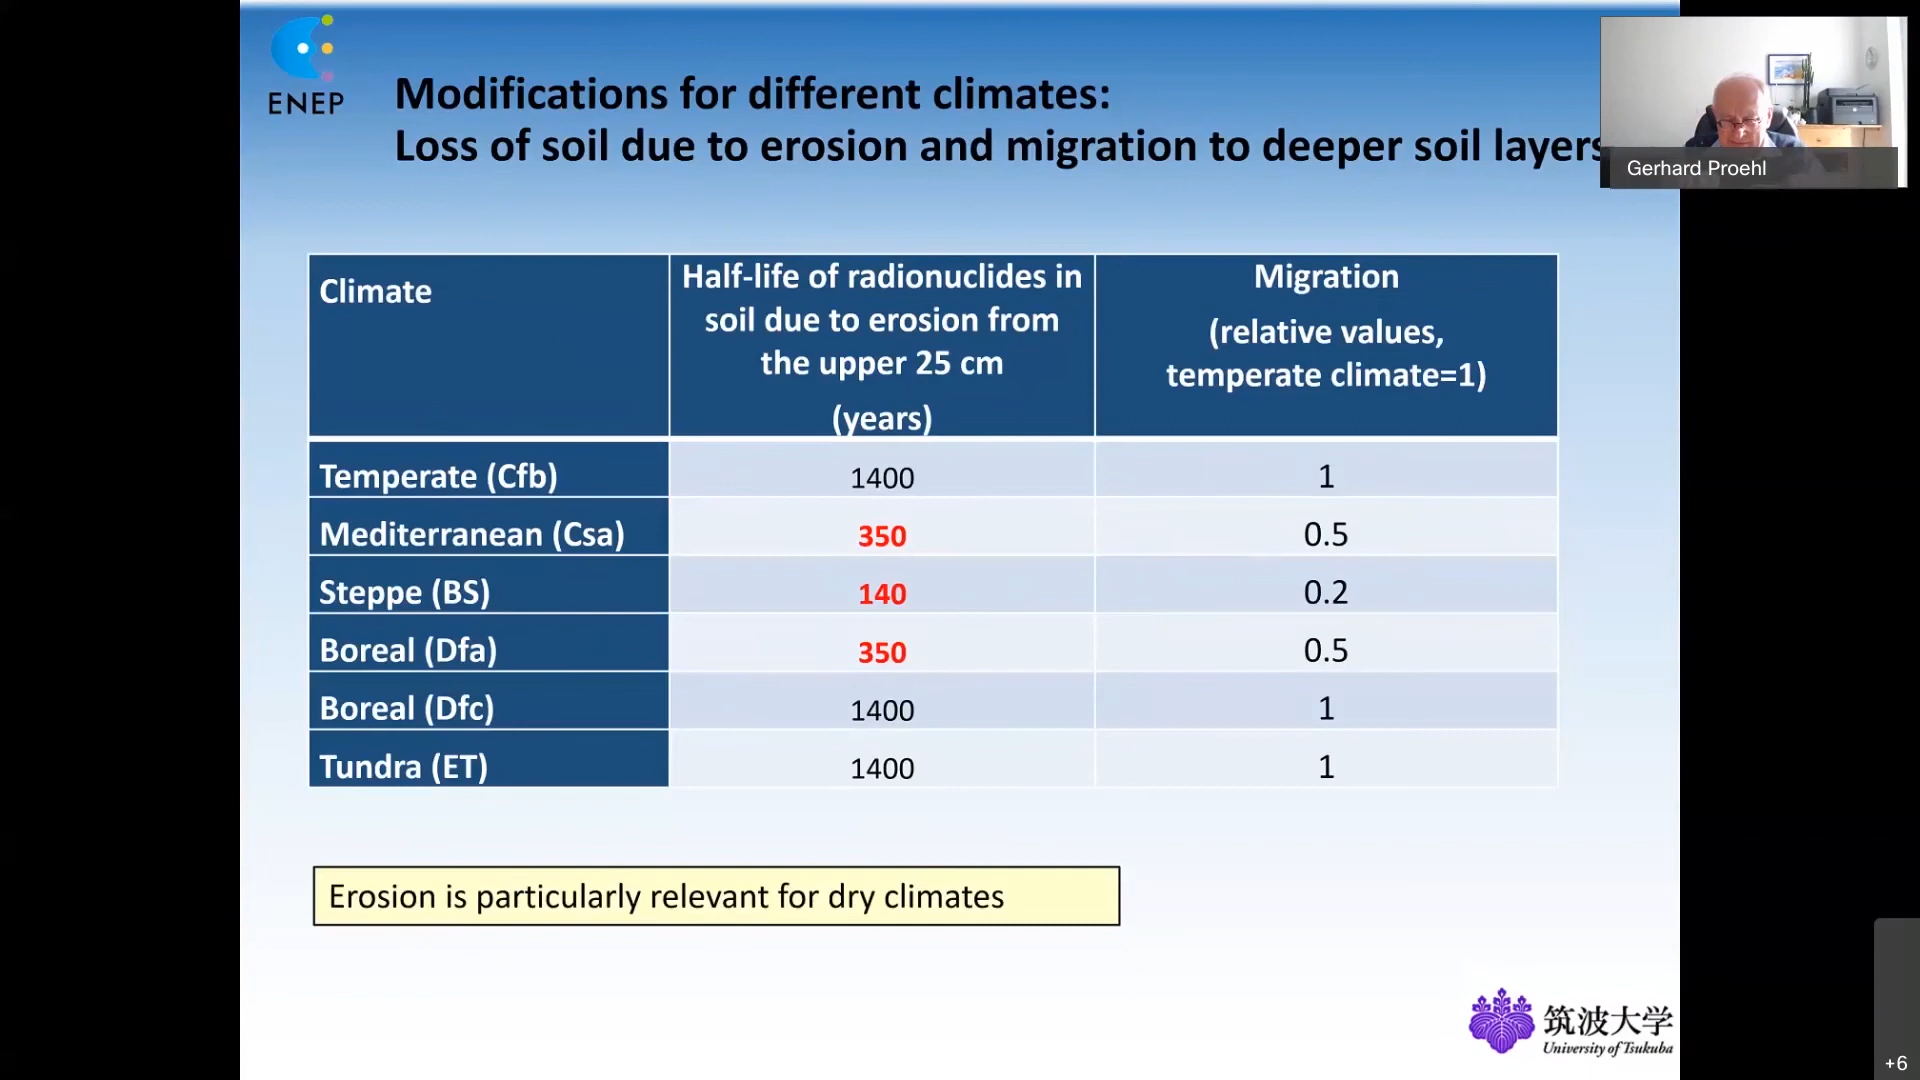 ENEP
Modifications for different climates:
Loss of soil due to erosion and migration to deeper soil layers
Gerhard Proehl
Climate
Half-life of radionuclides in
soil due to erosion from
the upper 25 cm
(years)
Migration
(relative values,
temperate climate=1)
Temperate (Cfb)
1400
1
Mediterranean (Csa)
350
0.5
Steppe (BS)
140
0.2
Boreal (Dfa)
350
0.5
Boreal (Dfc)
1400
1
Tundra (ET)
1400
1
Erosion is particularly relevant for dry climates
筑波大学
University of Tsukuba
+6